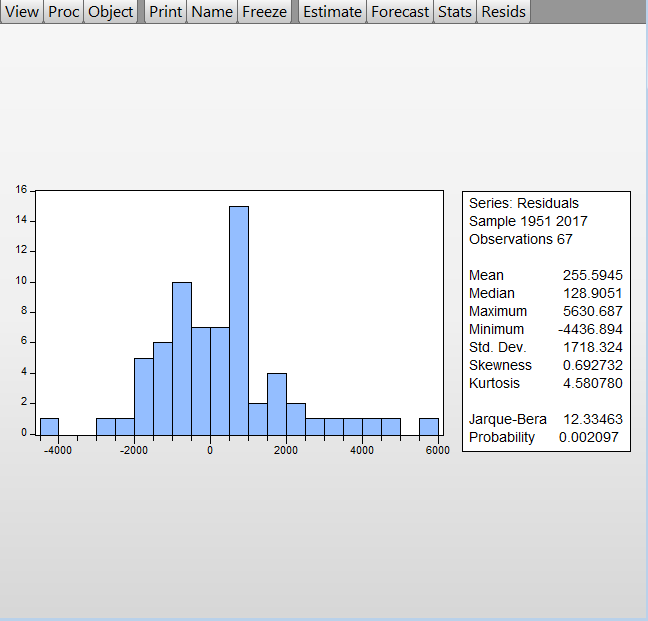 View Proc Object Print Name Freeze Estimate Forecast Stats Resids
16
14
12
10
8
6
4
2
0
-4000 -2000 0 2000 4000 6000
Series: Residuals
Sample 1951 2017
Observations 67
Mean 255.5945
Median 128.9051
Maximum 5630.687
Minimum -4436.894
Std. Dev. 1718.324
Skewness 0.692732
Kurtosis 4.580780
Jarque-Bera 12.33463
Probability 0.002097